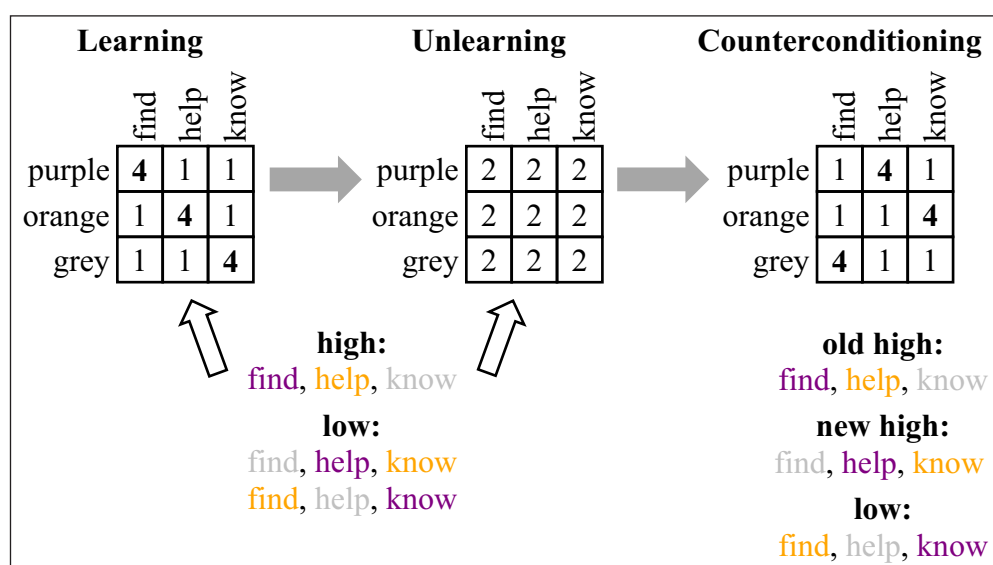 Learning Unlearning Counterconditioning
find help know find help know find help know
purple 4 1 1 purple 2 2 2 purple 1 4 1
orange 1 4 1 orange 2 2 2 orange 1 1 4
grey 1 1 4 grey 2 2 2 grey 4 1 1
high: old high:
find, help, know find, help, know
low: new high:
find, help, know find, help, know
find, help, know low:
find, help, know